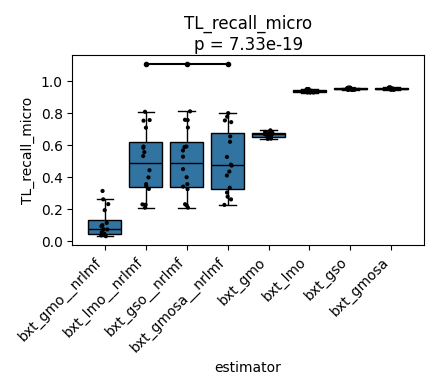 TL_recall_micro
p = 7.33e-19
TL_recall_micro
1.0
0.8
0.6
0.4
0.2
0.0
bxt_gmo__nrlmf
bxt_lmo__nrlmf
bxt_gso__nrlmf
bxt_gmosa__nrlmf
bxt_gmo
bxt_lmo
bxt_gso
bxt_gmosa
estimator